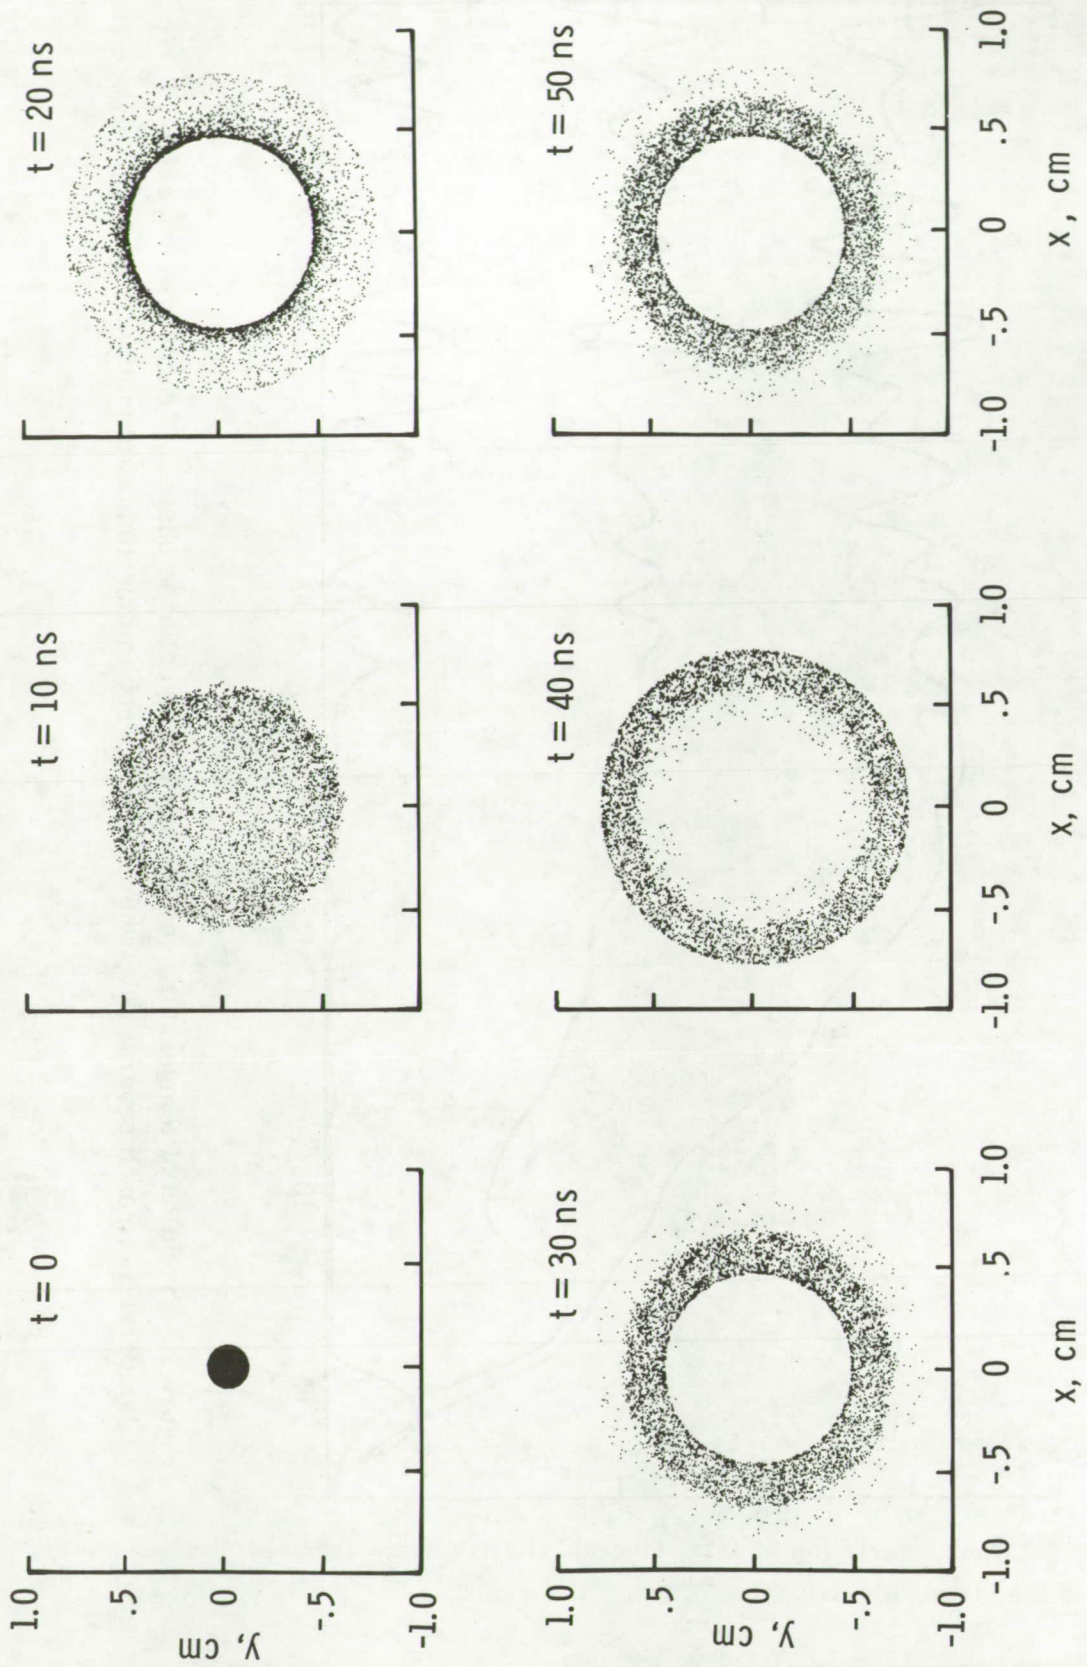 t = 0
t = 10 ns
t = 20 ns
1.0
.5
0
-.5
-1.0
y, cm
t = 30 ns
t = 40 ns
t = 50 ns
1.0
.5
0
-.5
-1.0
y, cm
-1.0 -.5 0 .5 1.0
-1.0 -.5 0 .5 1.0
-1.0 -.5 0 .5 1.0
x, cm
x, cm
x, cm